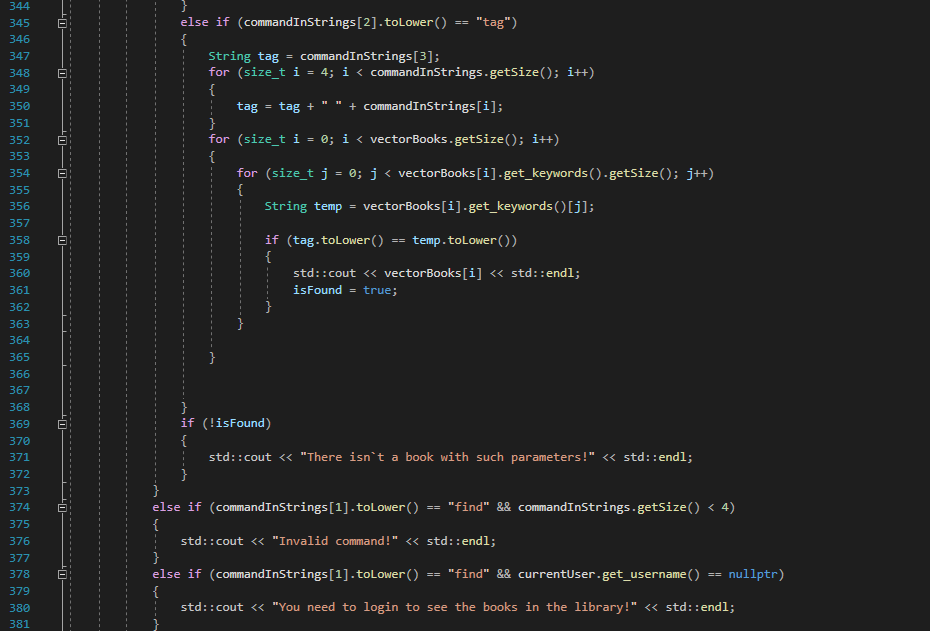 344 }
345 else if (commandInStrings[2].toLower() == "tag")
346 {
347 String tag = commandInStrings[3];
348 for (size_t i = 4; i < commandInStrings.getSize(); i++)
349 {
350 tag = tag + " " + commandInStrings[i];
351 }
352 for (size_t i = 0; i < vectorBooks.getSize(); i++)
353 {
354 for (size_t j = 0; j < vectorBooks[i].get_keywords().getSize(); j++)
355 {
356 String temp = vectorBooks[i].get_keywords()[j];
357
358 if (tag.toLower() == temp.toLower())
359 {
360 std::cout << vectorBooks[i] << std::endl;
361 isFound = true;
362 }
363 }
364
365 }
366
367
368 }
369 if (!isFound)
370 {
371 std::cout << "There isn`t a book with such parameters!" << std::endl;
372 }
373 }
374 else if (commandInStrings[1].toLower() == "find" && commandInStrings.getSize() < 4)
375 {
376 std::cout << "Invalid command!" << std::endl;
377 }
378 else if (commandInStrings[1].toLower() == "find" && currentUser.get_username() == nullptr)
379 {
380 std::cout << "You need to login to see the books in the library!" << std::endl;
381 }